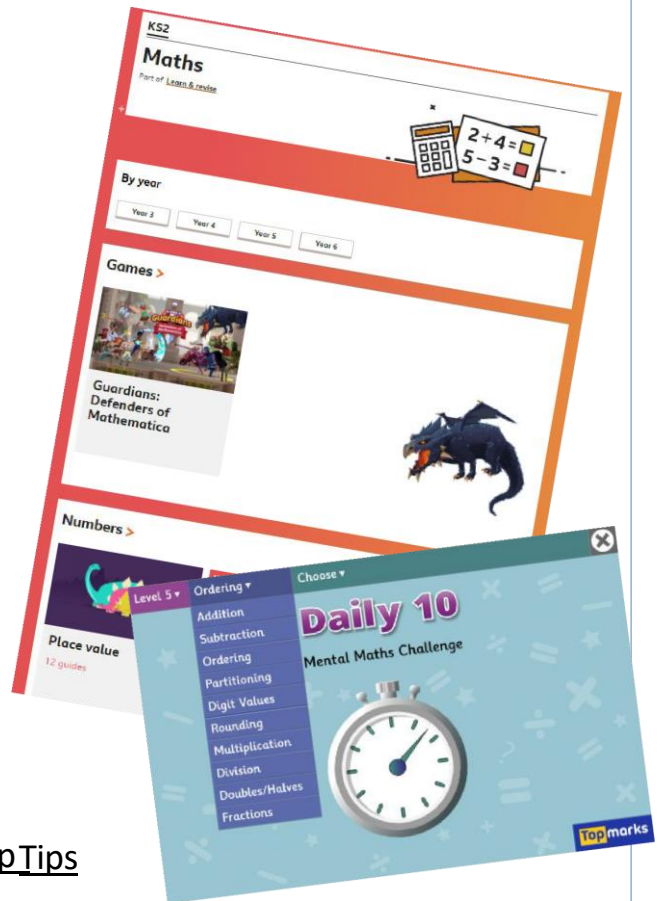 KS2
Maths
Part of Learn & revise
2+4=
5-3=
By year
Year 3 Year 4 Year 5 Year 6
Games >
Guardians
Guardians:
Defenders of
Mathematica
Numbers >
Place value
12 guides
Level 5 ▾ Ordering ▾ Choose ▾
Addition
Subtraction
Ordering
Partitioning
Digit Values
Rounding
Multiplication
Division
Doubles/Halves
Fractions
Daily 10
Mental Maths Challenge
Topmarks
pTips